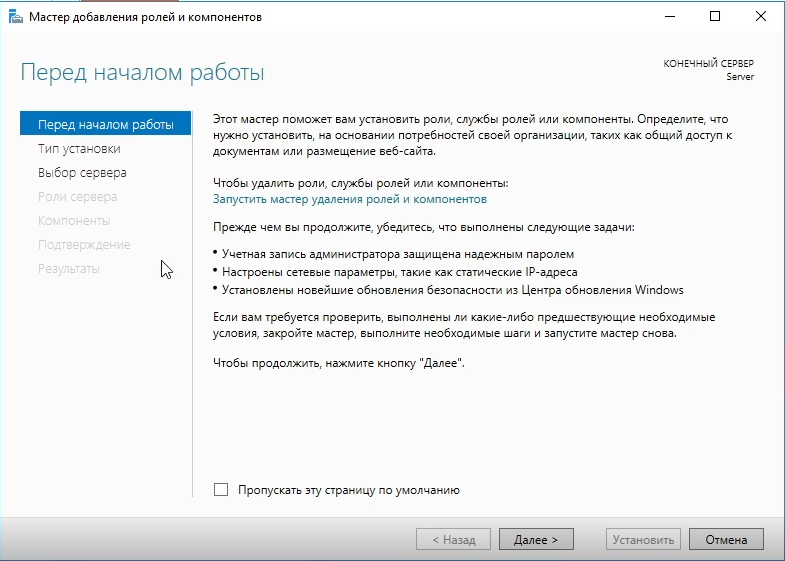 Мастер добавления ролей и компонентов
Перед началом работы
КОНЕЧНЫЙ СЕРВЕР
Server
Перед началом работы
Тип установки
Выбор сервера
Роли сервера
Компоненты
Подтверждение
Результаты
Этот мастер поможет вам установить роли, службы ролей или компоненты. Определите, что
нужно установить, на основании потребностей своей организации, таких как общий доступ к
документам или размещение веб-сайта.
Чтобы удалить роли, службы ролей или компоненты:
Запустить мастер удаления ролей и компонентов
Прежде чем вы продолжите, убедитесь, что выполнены следующие задачи:
• Учетная запись администратора защищена надежным паролем
• Настроены сетевые параметры, такие как статические IP-адреса
• Установлены новейшие обновления безопасности из Центра обновления Windows
Если вам требуется проверить, выполнены ли какие-либо предшествующие необходимые
условия, закройте мастер, выполните необходимые шаги и запустите мастер снова.
Чтобы продолжить, нажмите кнопку "Далее".
Пропускать эту страницу по умолчанию
< Назад
Далее >
Установить
Отмена